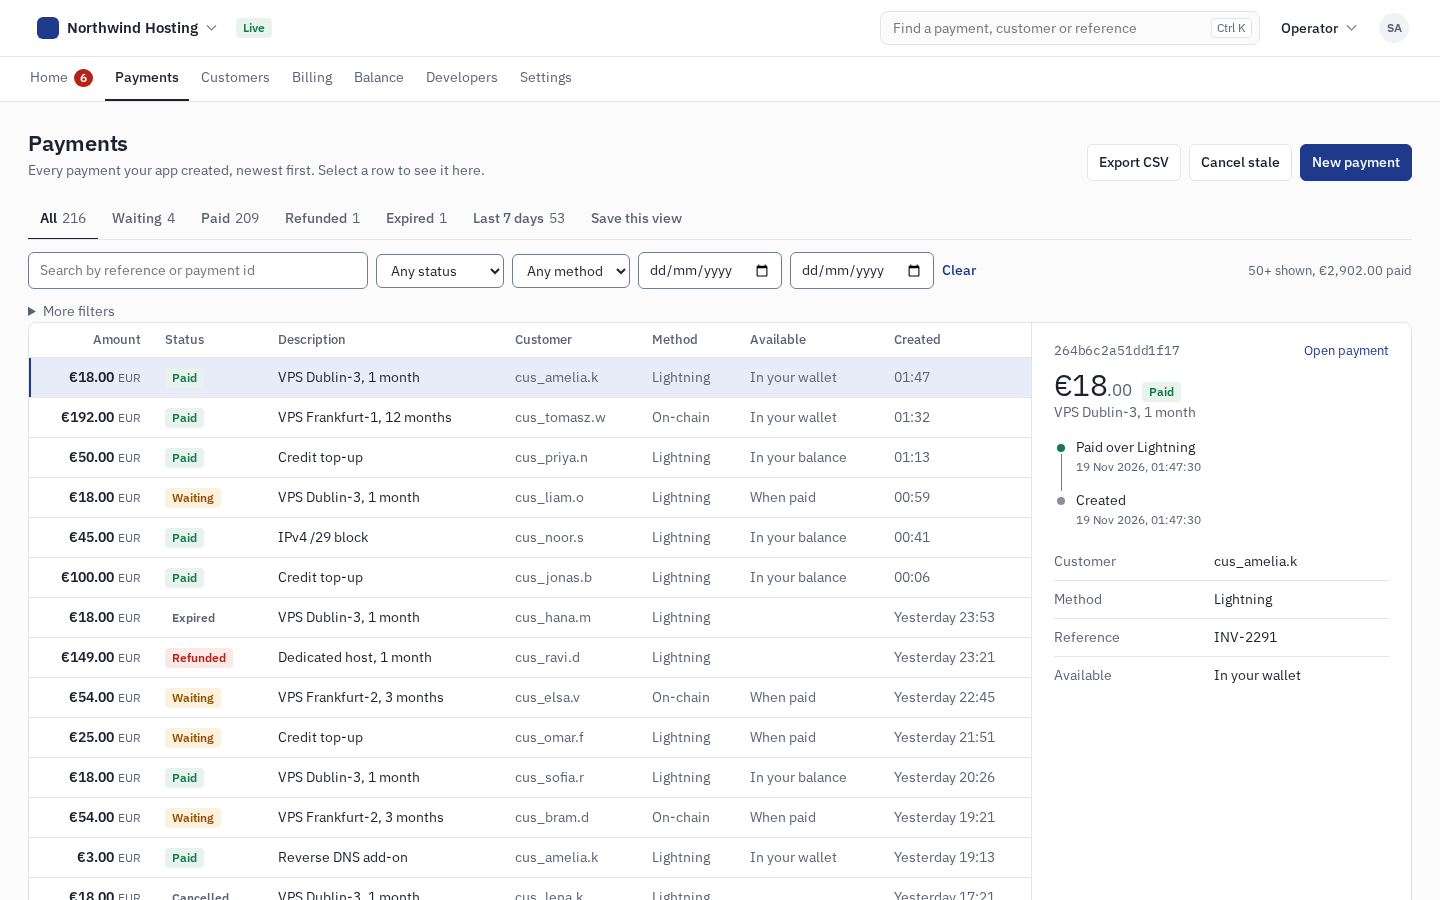 Northwind Hosting Live Find a payment, customer or reference Ctrl K Operator SA
Home 6 Payments Customers Billing Balance Developers Settings
Payments
Every payment your app created, newest first. Select a row to see it here.
Export CSV Cancel stale New payment
All 216 Waiting 4 Paid 209 Refunded 1 Expired 1 Last 7 days 53 Save this view
Search by reference or payment id Any status Any method dd/mm/yyyy dd/mm/yyyy Clear 50+ shown, €2,902.00 paid
More filters
Amount Status Description Customer Method Available Created
€18.00 EUR Paid VPS Dublin-3, 1 month cus_amelia.k Lightning In your wallet 01:47
€192.00 EUR Paid VPS Frankfurt-1, 12 months cus_tomasz.w On-chain In your wallet 01:32
€50.00 EUR Paid Credit top-up cus_priya.n Lightning In your balance 01:13
€18.00 EUR Waiting VPS Dublin-3, 1 month cus_liam.o Lightning When paid 00:59
€45.00 EUR Paid IPv4 /29 block cus_noor.s Lightning In your balance 00:41
€100.00 EUR Paid Credit top-up cus_jonas.b Lightning In your balance 00:06
€18.00 EUR Expired VPS Dublin-3, 1 month cus_hana.m Lightning Yesterday 23:53
€149.00 EUR Refunded Dedicated host, 1 month cus_ravi.d Lightning Yesterday 23:21
€54.00 EUR Waiting VPS Frankfurt-2, 3 months cus_elsa.v On-chain When paid Yesterday 22:45
€25.00 EUR Waiting Credit top-up cus_omar.f Lightning When paid Yesterday 21:51
€18.00 EUR Paid VPS Dublin-3, 1 month cus_sofia.r Lightning In your balance Yesterday 20:26
€54.00 EUR Waiting VPS Frankfurt-2, 3 months cus_bram.d On-chain When paid Yesterday 19:21
€3.00 EUR Paid Reverse DNS add-on cus_amelia.k Lightning In your wallet Yesterday 19:13
€18.00 EUR Cancelled VPS Dublin-3, 1 month cus_lena.k Lightning Yesterday 17:21
264b6c2a51dd1f17 Open payment
€18.00 Paid
VPS Dublin-3, 1 month
Paid over Lightning
19 Nov 2026, 01:47:30
Created
19 Nov 2026, 01:47:30
Customer cus_amelia.k
Method Lightning
Reference INV-2291
Available In your wallet